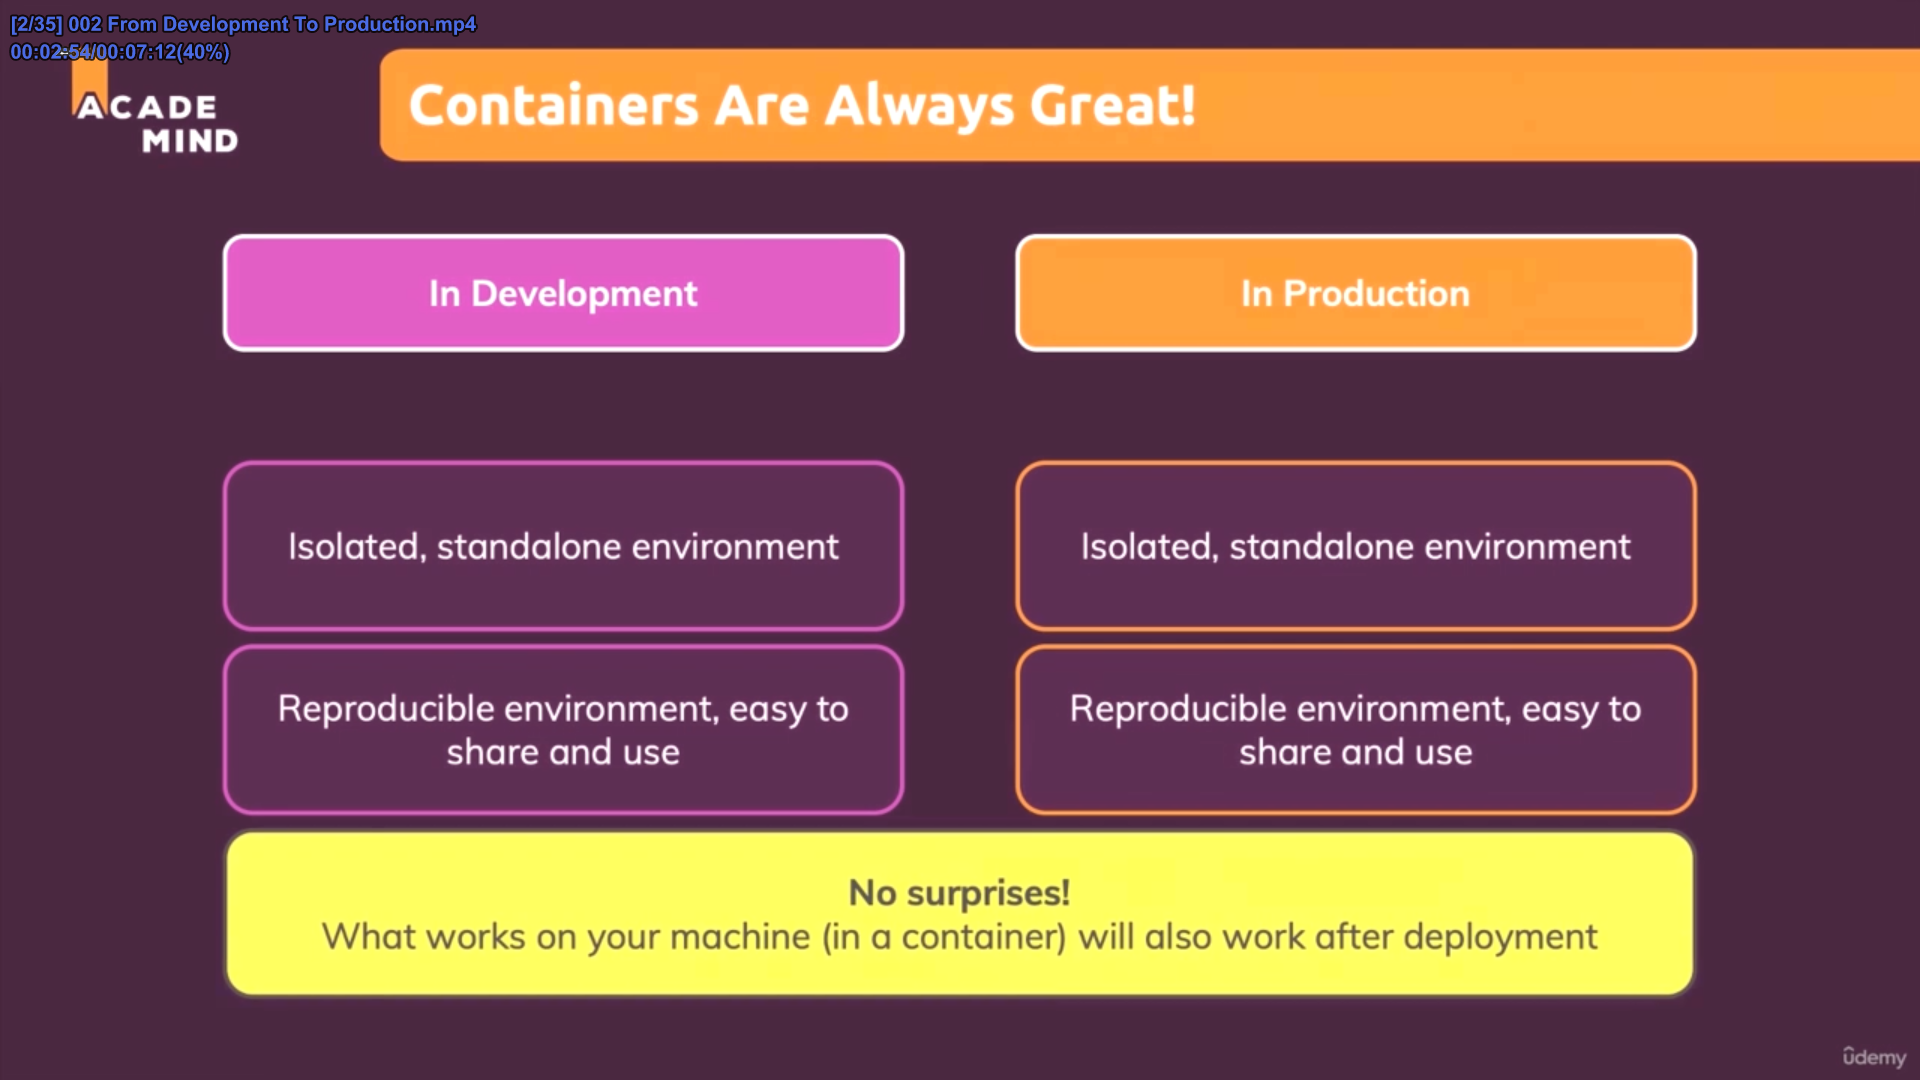 [2/35] 002 From Development To Production.mp4
00:02:54/00:07:12(40%)
ACADE
MIND
Containers Are Always Great!
In Development
In Production
Isolated, standalone environment
Isolated, standalone environment
Reproducible environment, easy to
share and use
Reproducible environment, easy to
share and use
No surprises!
What works on your machine (in a container) will also work after deployment
ûdemy